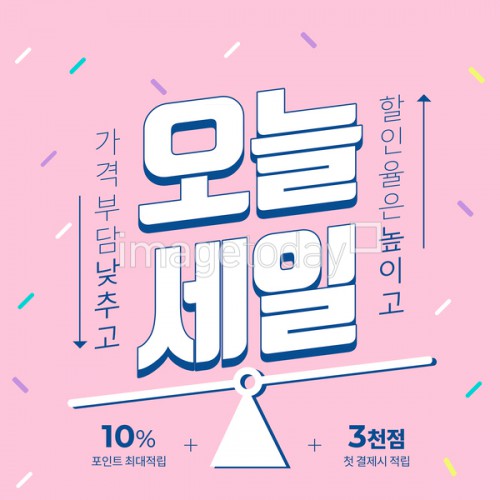 오늘
세일
가격부담낮추고
할인율은높이고
imagetoday
10% + + 3천점
포인트 최대적립
첫 결제시 적립